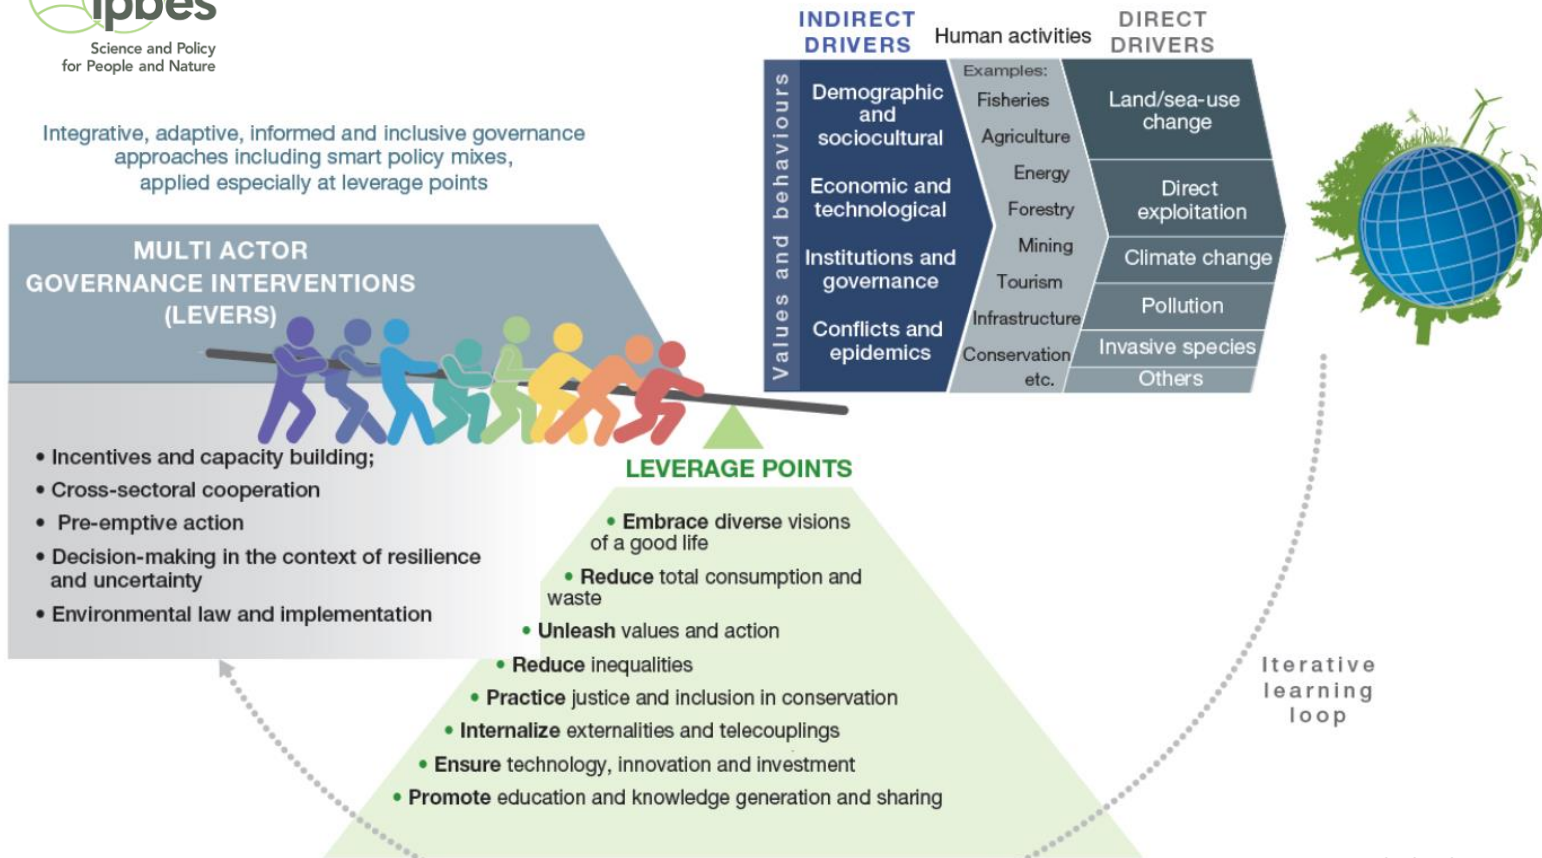 ipbes
Science and Policy
for People and Nature
Integrative, adaptive, informed and inclusive governance
approaches including smart policy mixes,
applied especially at leverage points
MULTI ACTOR
GOVERNANCE INTERVENTIONS
(LEVERS)
• Incentives and capacity building;
• Cross-sectoral cooperation
• Pre-emptive action
• Decision-making in the context of resilience
and uncertainty
• Environmental law and implementation
LEVERAGE POINTS
• Embrace diverse visions
of a good life
• Reduce total consumption and
waste
• Unleash values and action
• Reduce inequalities
• Practice justice and inclusion in conservation
• Internalize externalities and telecouplings
• Ensure technology, innovation and investment
• Promote education and knowledge generation and sharing
INDIRECT
DRIVERS
Values and behaviours
Demographic
and
sociocultural
Economic and
technological
Institutions and
governance
Conflicts and
epidemics
Human activities
Examples:
Fisheries
Agriculture
Energy
Forestry
Mining
Tourism
Infrastructure
Conservation
etc.
DIRECT
DRIVERS
Land/sea-use
change
Direct
exploitation
Climate change
Pollution
Invasive species
Others
Iterative
learning
loop